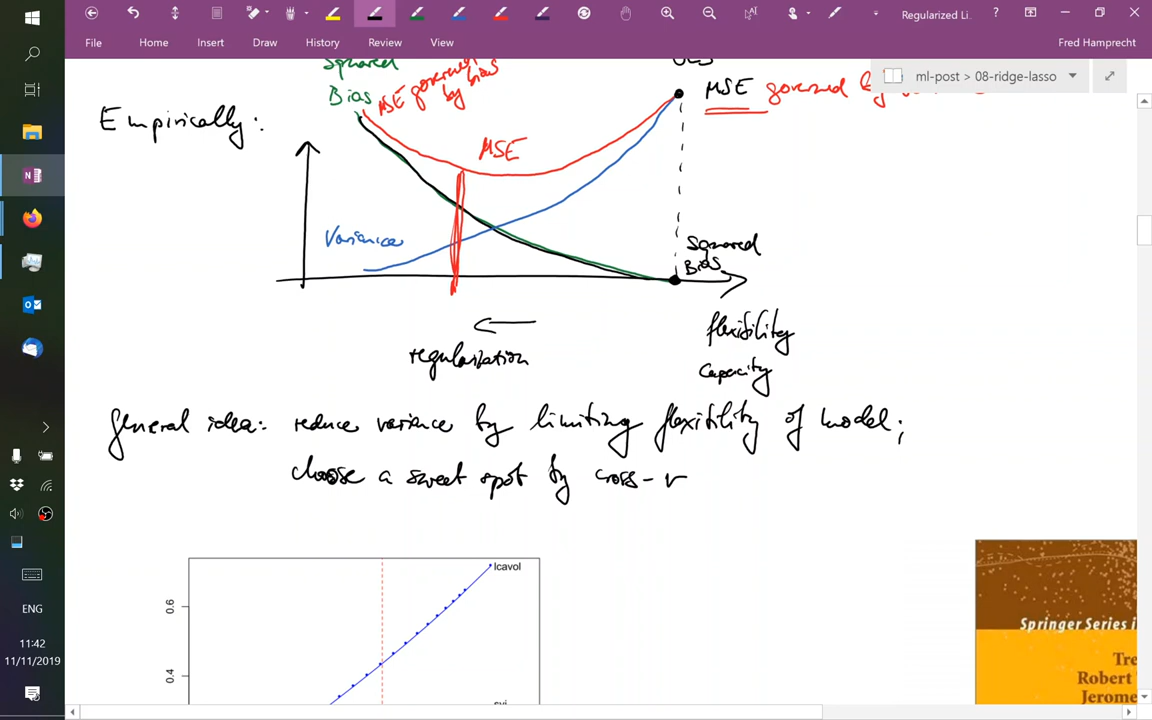 Regularized Li...
?
File Home Insert Draw History Review View
Fred Hamprecht
ml-post > 08-ridge-lasso
Squared
Bias
MSE governed
by bias
OLS
MSE governed by
Empirically:
MSE
Variance
Squared
Bias
regularization
flexibility
capacity
general idea: reduce variance by limiting flexibility of model;
choose a sweet spot by cross-v
lcavol
0.6
0.4
svi
Springer Series i
Tre
Robert
Jerome
ENG
11:42
11/11/2019